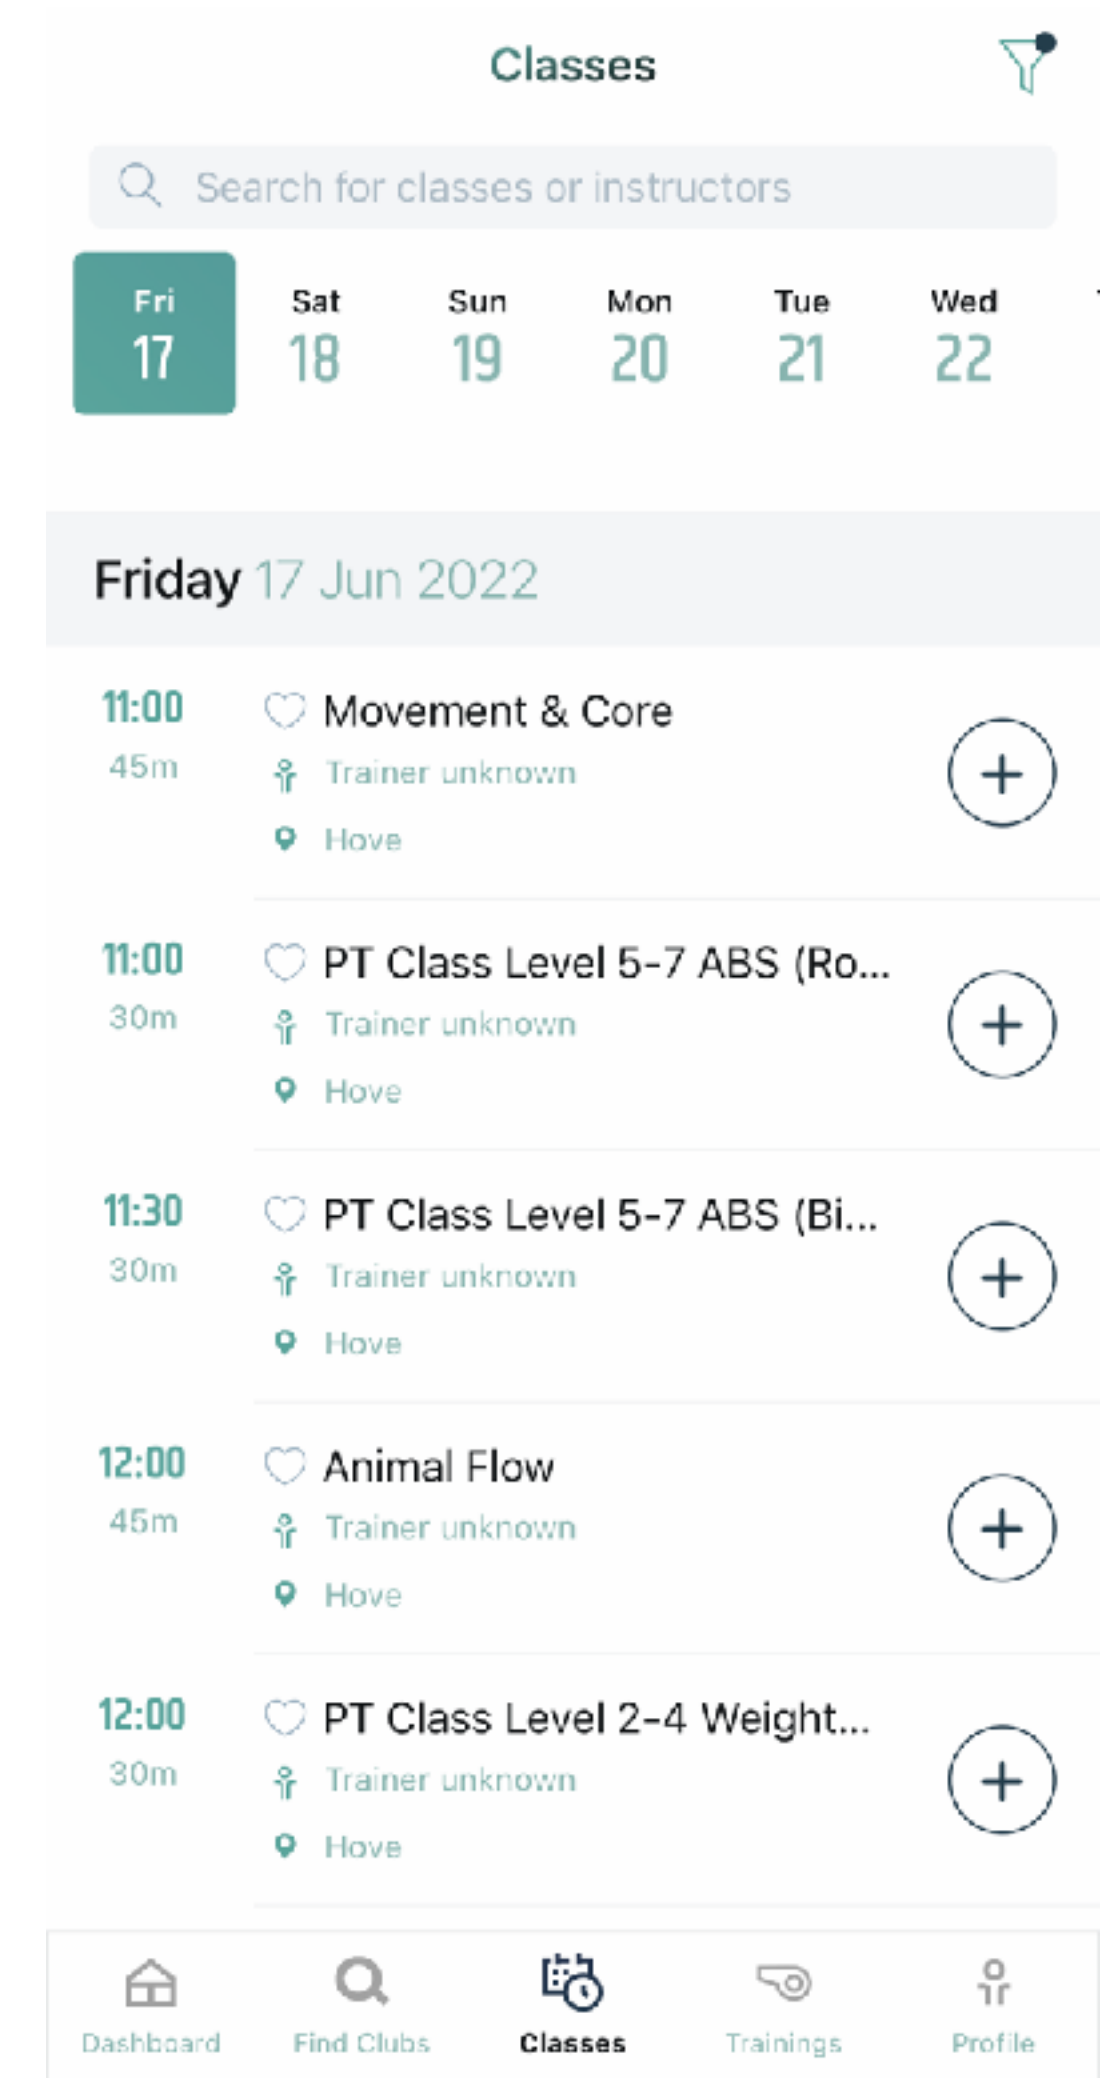 Classes
Search for classes or instructors
Fri Sat Sun Mon Tue Wed
17 18 19 20 21 22
Friday 17 Jun 2022
11:00 Movement & Core
45m Trainer unknown
Hove
11:00 PT Class Level 5-7 ABS (Ro...
30m Trainer unknown
Hove
11:30 PT Class Level 5-7 ABS (Bi...
30m Trainer unknown
Hove
12:00 Animal Flow
45m Trainer unknown
Hove
12:00 PT Class Level 2-4 Weight...
30m Trainer unknown
Hove
Dashboard Find Clubs Classes Trainings Profile